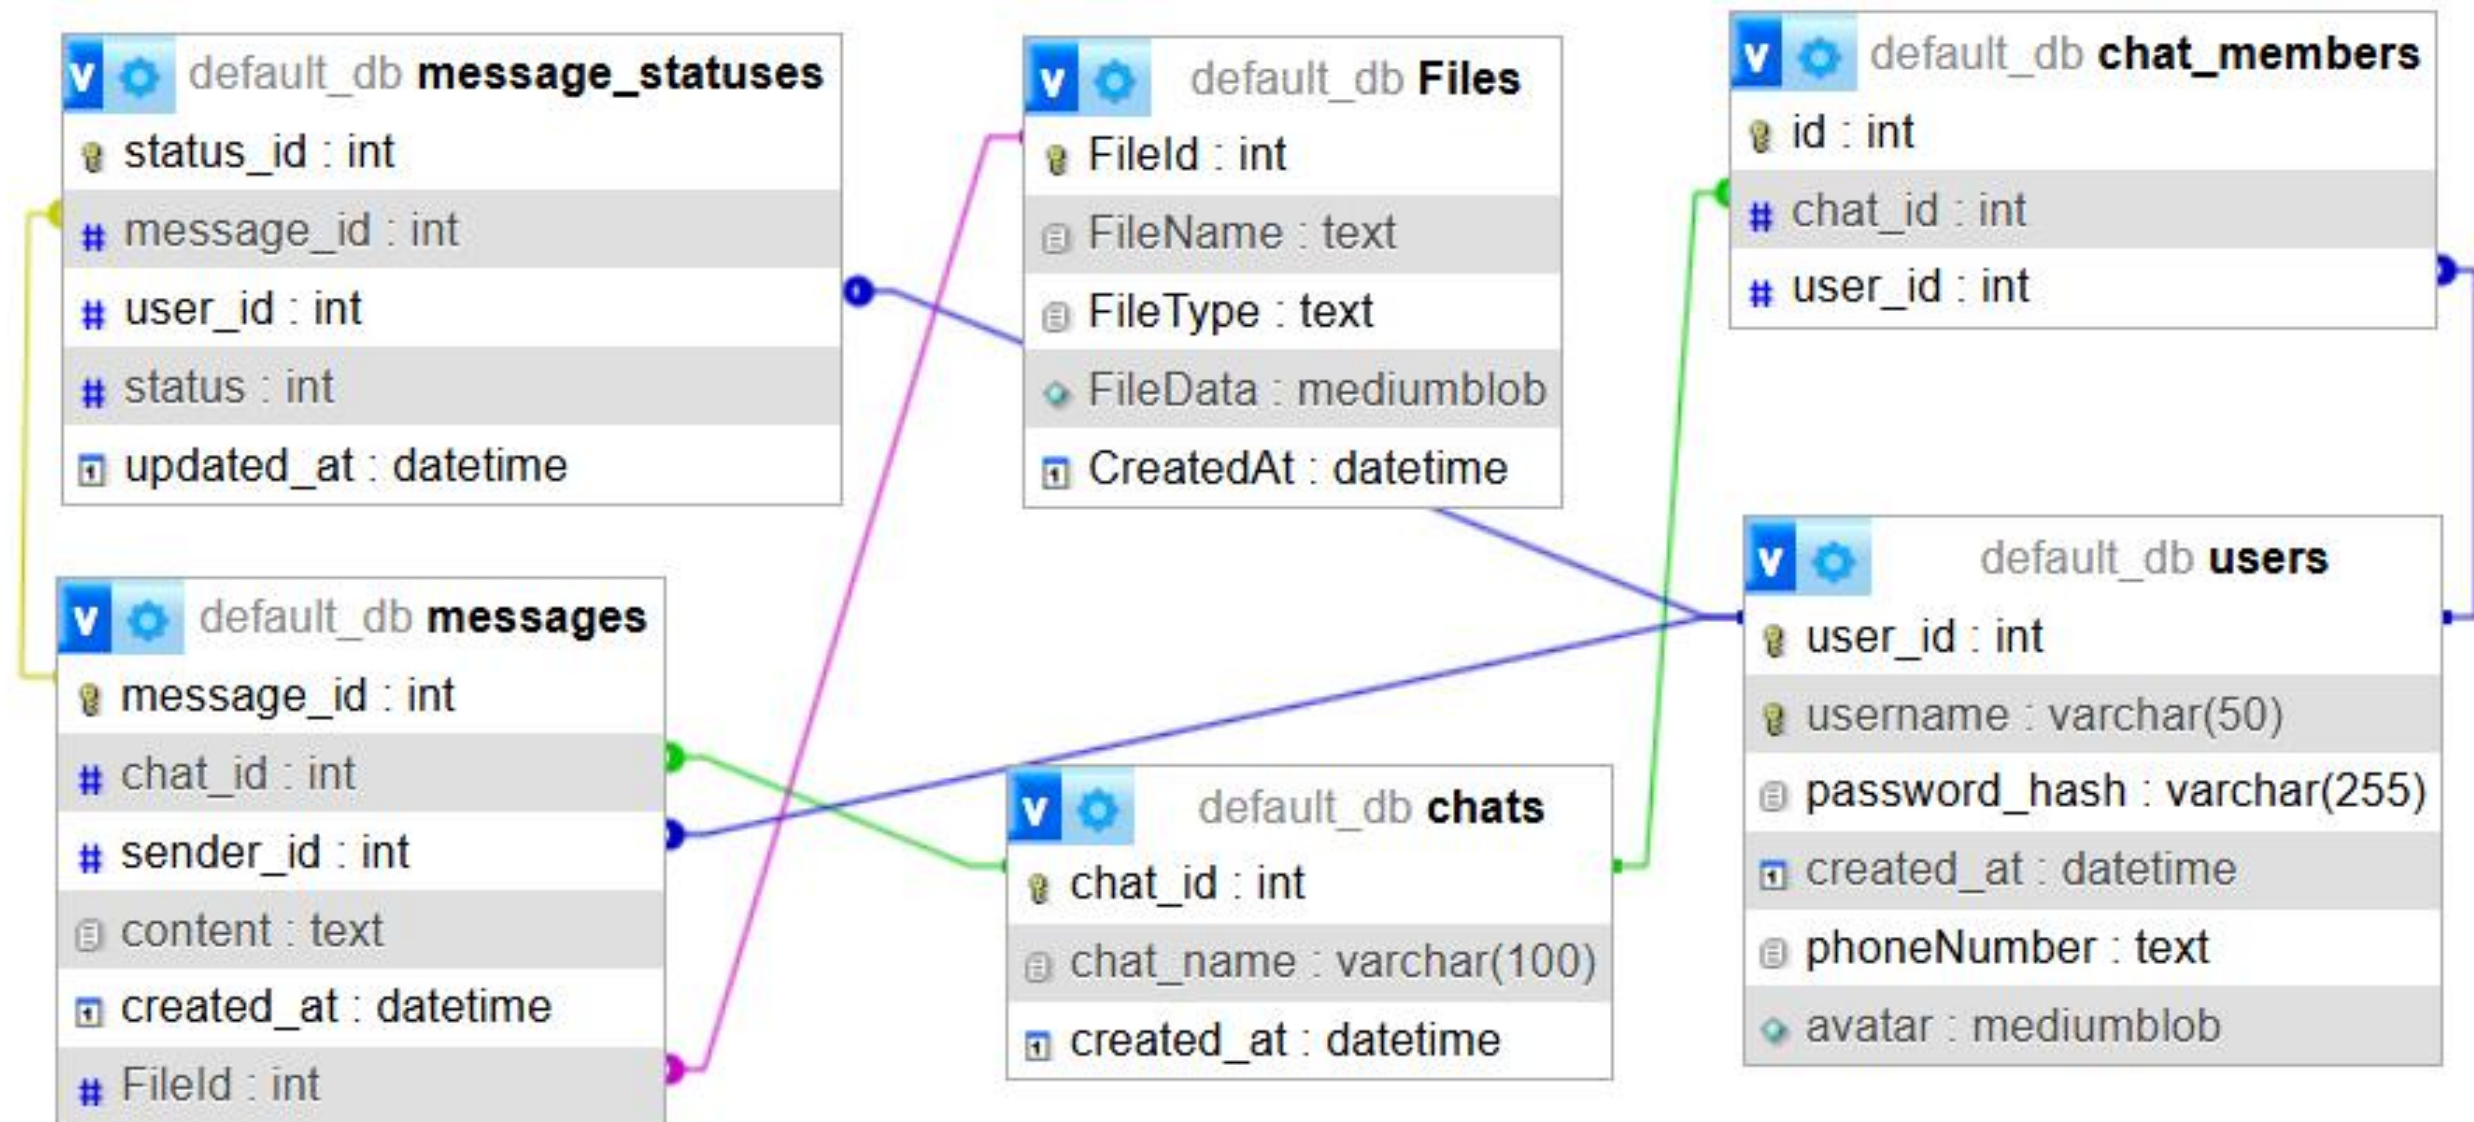 v default_db message_statuses
status_id : int
# message_id : int
# user_id : int
# status : int
updated_at : datetime
v default_db Files
FileId : int
FileName : text
FileType : text
FileData : mediumblob
CreatedAt : datetime
v default_db chat_members
id : int
# chat_id : int
# user_id : int
v default_db messages
message_id : int
# chat_id : int
# sender_id : int
content : text
created_at : datetime
# FileId : int
v default_db chats
chat_id : int
chat_name : varchar(100)
created_at : datetime
v default_db users
user_id : int
username : varchar(50)
password_hash : varchar(255)
created_at : datetime
phoneNumber : text
avatar : mediumblob